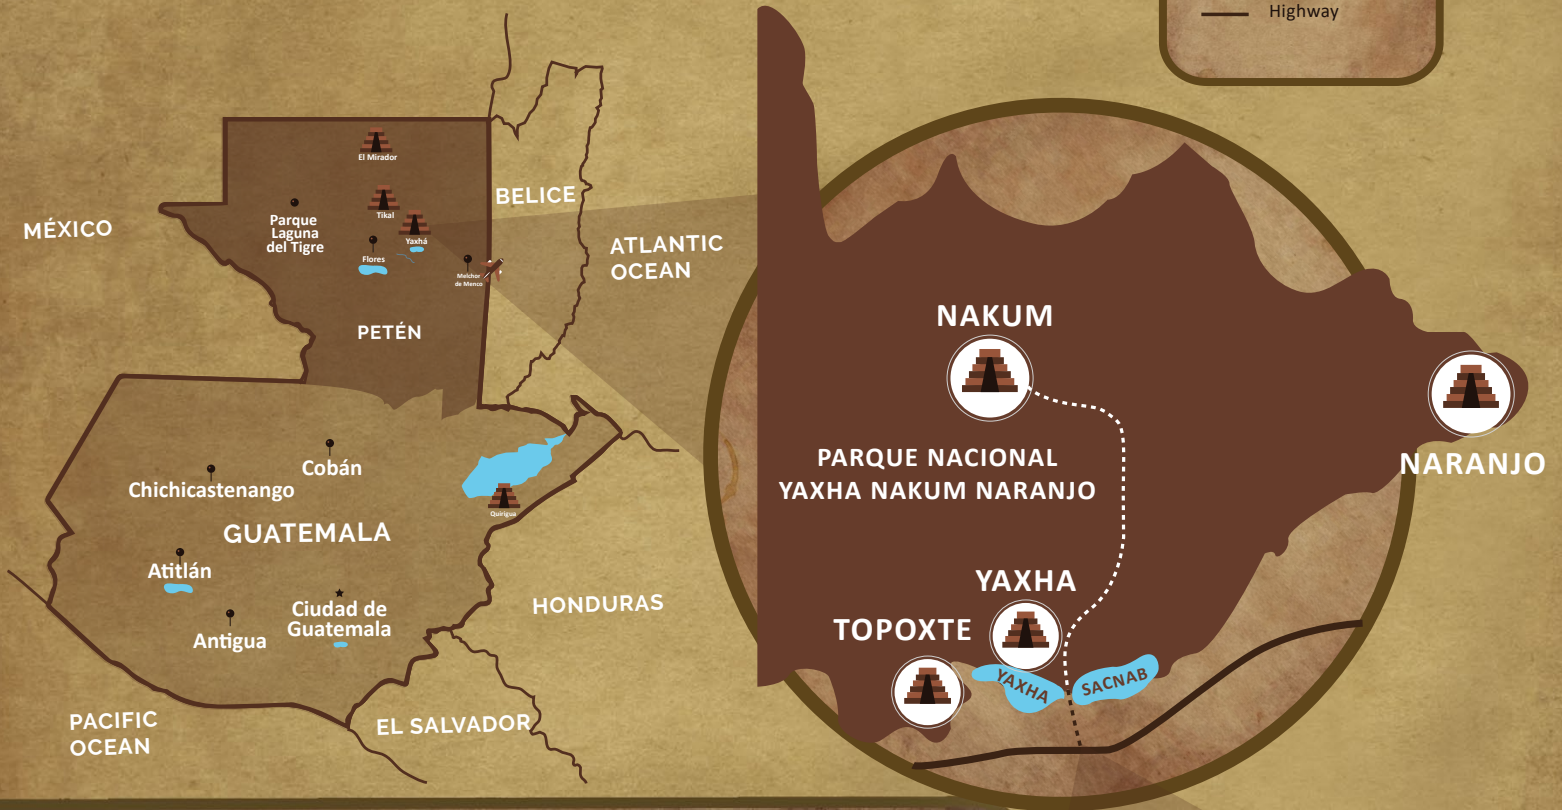 Highway
El Mirador
Tikal
Yaxhá
Parque
Laguna
del Tigre
Flores
Melchor
de Menco
PETÉN
MÉXICO
BELICE
ATLANTIC
OCEAN
Cobán
Chichicastenango
GUATEMALA
Quirigua
Atitlán
Ciudad de
Guatemala
Antigua
HONDURAS
PACIFIC
OCEAN
EL SALVADOR
NAKUM
PARQUE NACIONAL
YAXHA NAKUM NARANJO
NARANJO
YAXHA
TOPOXTE
YAXHA
SACNAB